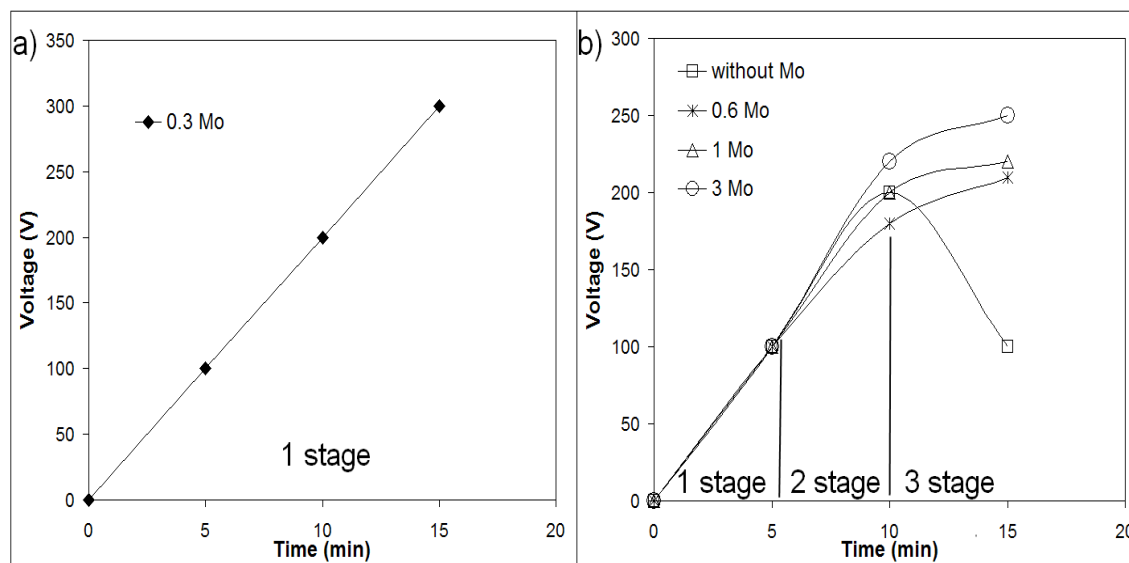 a)
350
300
250
200
150
100
50
0
Voltage (V)
0.3 Mo
1 stage
0 5 10 15 20
Time (min)
b)
300
250
200
150
100
50
0
Voltage (V)
without Mo
0.6 Mo
1 Mo
3 Mo
1 stage 2 stage 3 stage
0 5 10 15 20
Time (min)